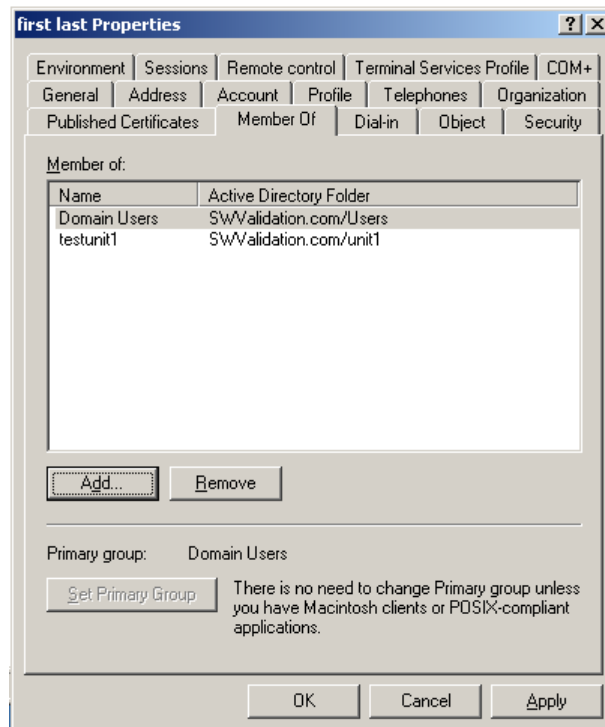 first last Properties ? X
Environment Sessions Remote control Terminal Services Profile COM+
General Address Account Profile Telephones Organization
Published Certificates Member Of Dial-in Object Security
Member of:
Name Active Directory Folder
Domain Users SWValidation.com/Users
testunit1 SWValidation.com/unit1
Add... Remove
Primary group: Domain Users
Set Primary Group There is no need to change Primary group unless
you have Macintosh clients or POSIX-compliant
applications.
OK Cancel Apply